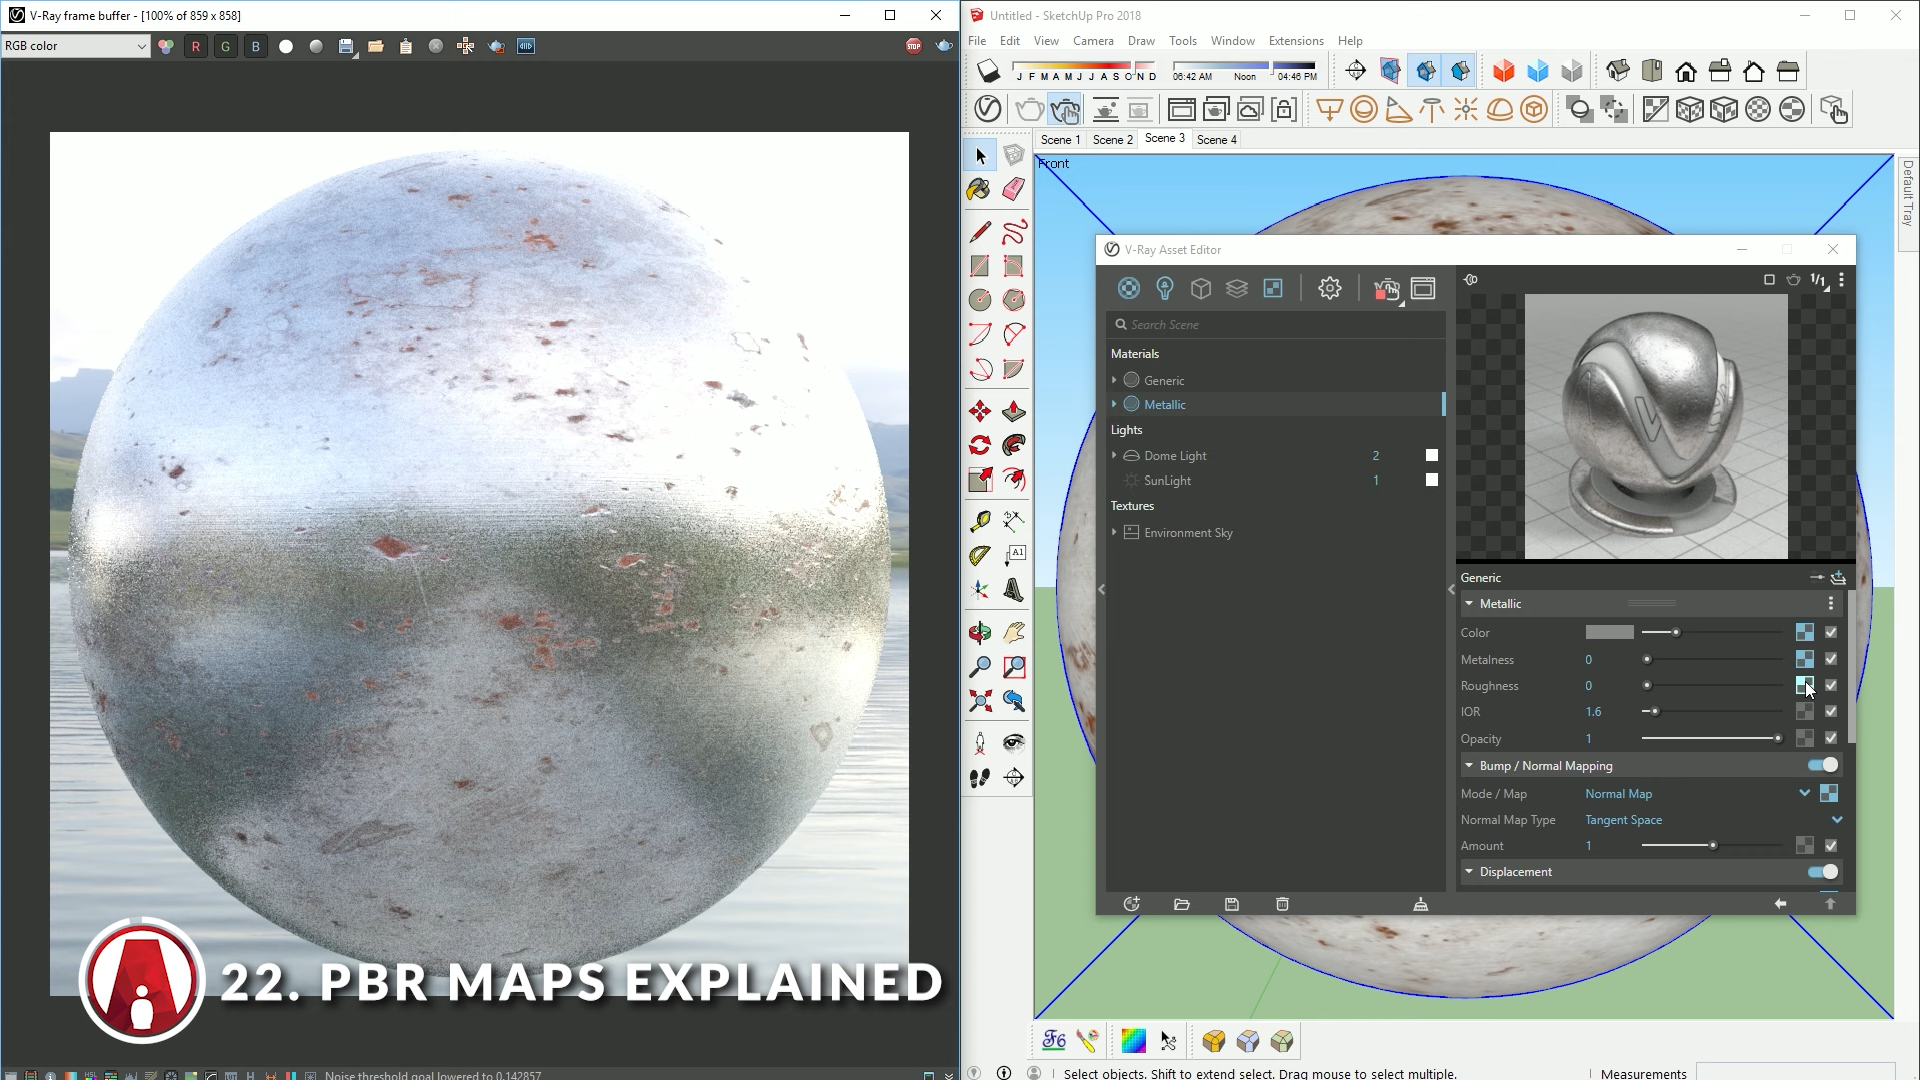 V-Ray frame buffer - [100% of 859 x 858]
RGB color
R G B
STOP
22. PBR MAPS EXPLAINED
Noise threshold goal lowered to 0.142857
Untitled - SketchUp Pro 2018
File Edit View Camera Draw Tools Window Extensions Help
J F M A M J J A S O N D
06:42 AM Noon 04:46 PM
Scene 1 Scene 2 Scene 3 Scene 4
Front
Default Tray
V-Ray Asset Editor
1/1
Search Scene
Materials
Generic
Metallic
Lights
Dome Light 2
SunLight 1
Textures
Environment Sky
Generic
Metallic
Color
Metalness 0
Roughness 0
IOR 1.6
Opacity 1
Bump / Normal Mapping
Mode / Map Normal Map
Normal Map Type Tangent Space
Amount 1
Displacement
A1
F6
Select objects. Shift to extend select. Drag mouse to select multiple.
Measurements